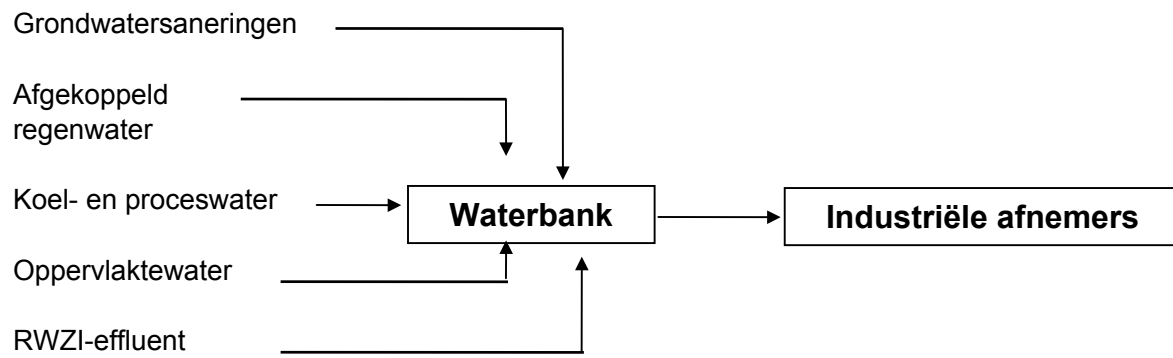 Grondwatersaneringen
Afgekoppeld
regenwater
Koel- en proceswater
Waterbank
Industriële afnemers
Oppervlaktewater
RWZI-effluent